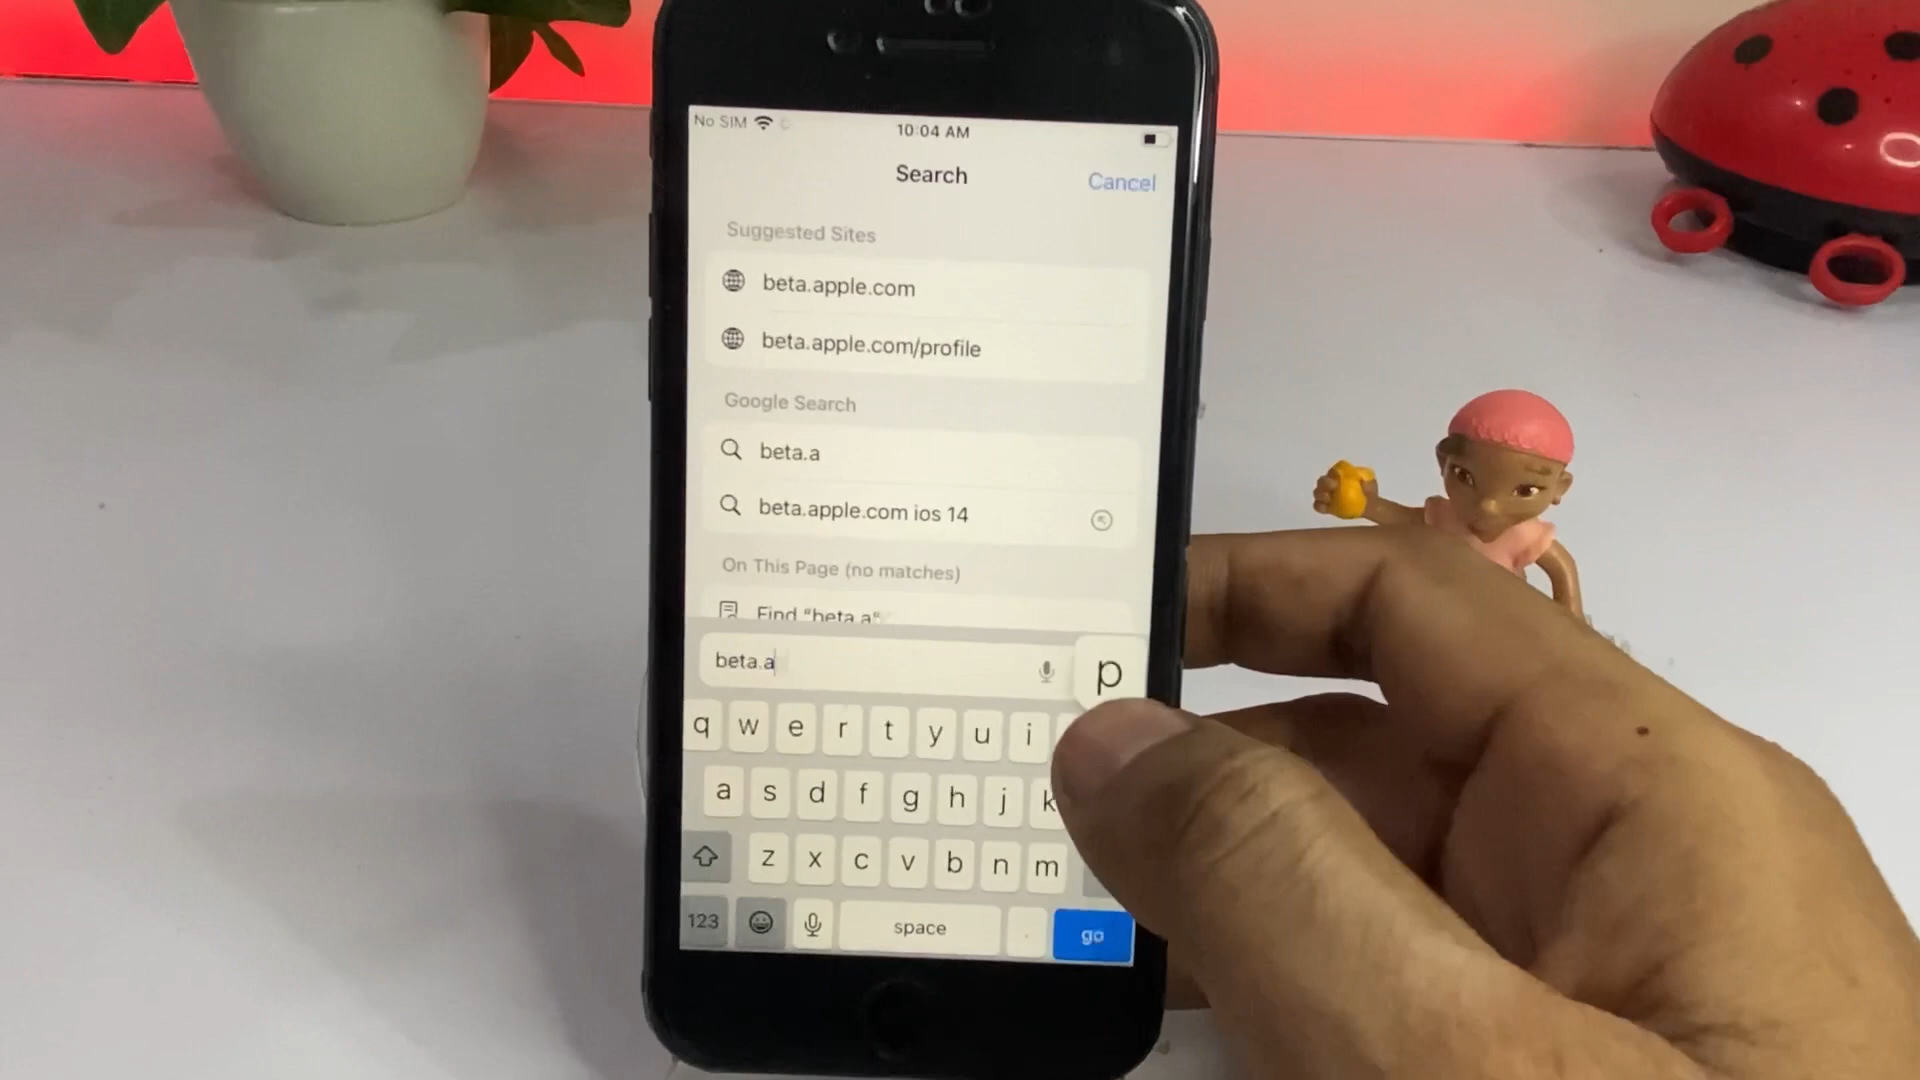 No SIM 10:04 AM
Search Cancel
Suggested Sites
beta.apple.com
beta.apple.com/profile
Google Search
beta.a
beta.apple.com ios 14
On This Page (no matches)
Find "beta.a"
beta.a p
q w e r t y u i
a s d f g h j k
z x c v b n m
123 space . go